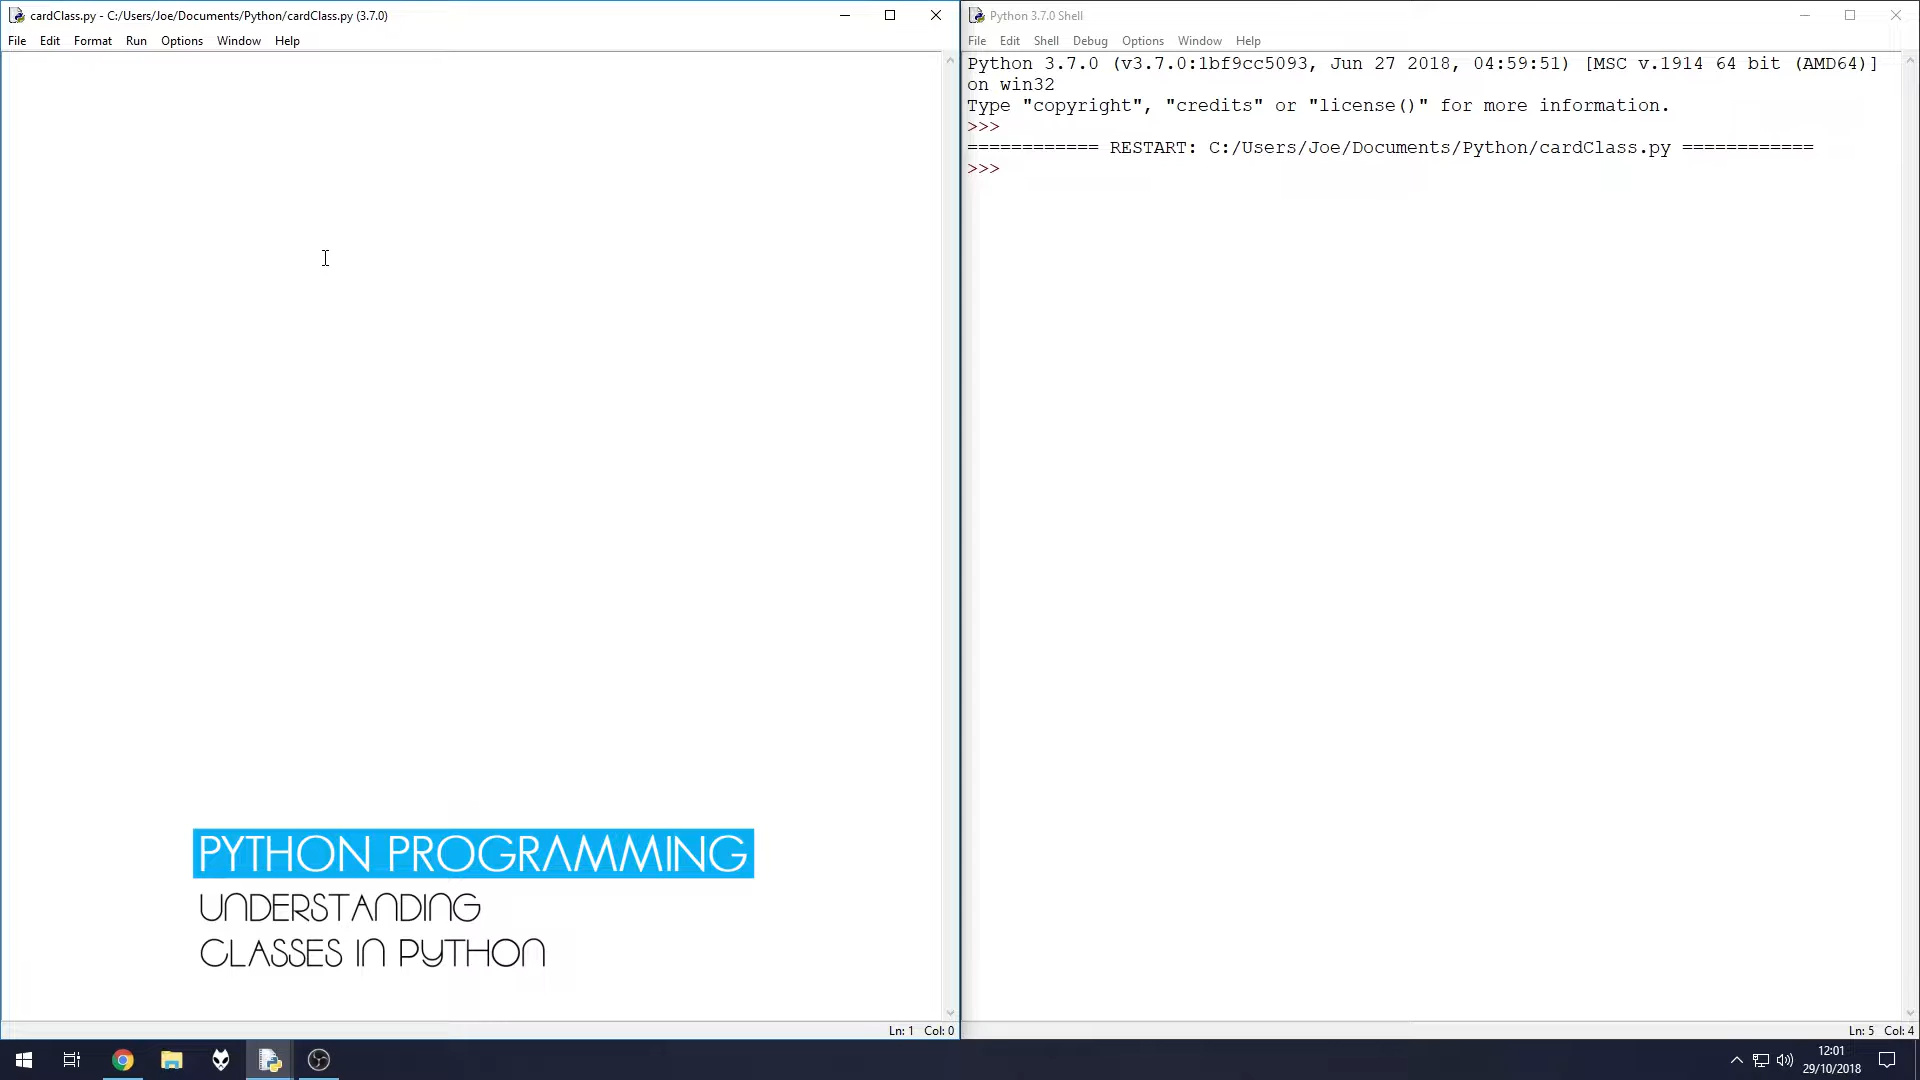 cardClass.py - C:/Users/Joe/Documents/Python/cardClass.py (3.7.0)
File Edit Format Run Options Window Help
Python 3.7.0 Shell
File Edit Shell Debug Options Window Help
Python 3.7.0 (v3.7.0:1bf9cc5093, Jun 27 2018, 04:59:51) [MSC v.1914 64 bit (AMD64)]
on win32
Type "copyright", "credits" or "license()" for more information.
>>>
============ RESTART: C:/Users/Joe/Documents/Python/cardClass.py ============
>>>
PYTHON PROGRAMMING
UNDERSTANDING
CLASSES IN PYTHON
Ln: 1 Col: 0
Ln: 5 Col: 4
12:01
29/10/2018